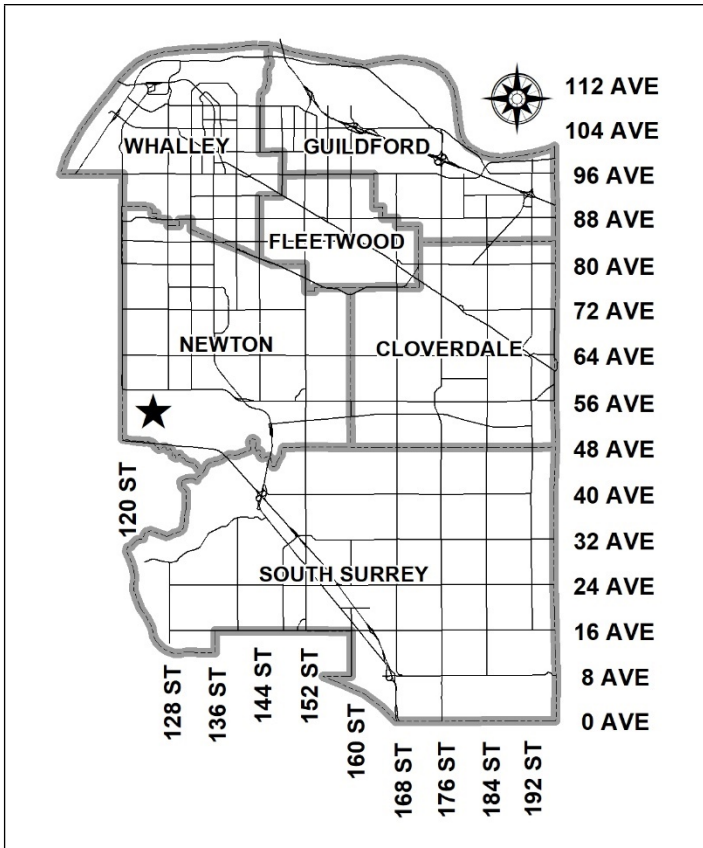 112 AVE
104 AVE
WHALLEY
GUILDFORD
96 AVE
88 AVE
FLEETWOOD
80 AVE
72 AVE
NEWTON
CLOVERDALE
64 AVE
56 AVE
48 AVE
120 ST
40 AVE
32 AVE
SOUTH SURREY
24 AVE
16 AVE
128 ST
136 ST
144 ST
152 ST
160 ST
8 AVE
0 AVE
168 ST
176 ST
184 ST
192 ST